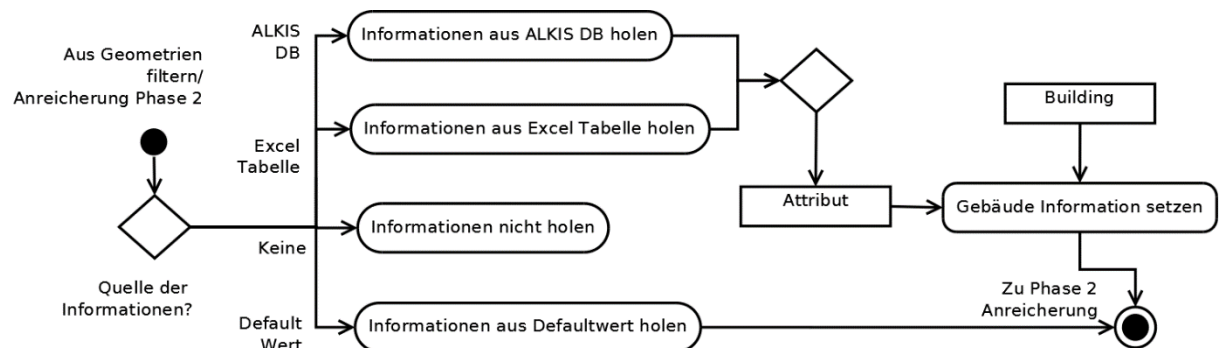 Aus Geometrien
filtern/
Anreicherung Phase 2
Quelle der
Informationen?
ALKIS
DB
Informationen aus ALKIS DB holen
Excel
Tabelle
Informationen aus Excel Tabelle holen
Keine
Informationen nicht holen
Default
Wert
Informationen aus Defaultwert holen
Attribut
Building
Gebäude Information setzen
Zu Phase 2
Anreicherung